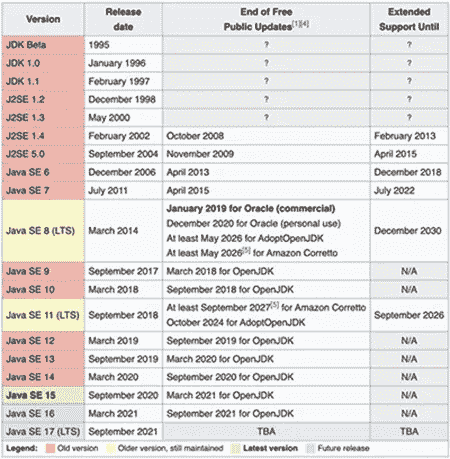 Version Release date End of Free Public Updates[1][4] Extended Support Until
JDK Beta 1995 ? ?
JDK 1.0 January 1996 ? ?
JDK 1.1 February 1997 ? ?
J2SE 1.2 December 1998 ? ?
J2SE 1.3 May 2000 ? ?
J2SE 1.4 February 2002 October 2008 February 2013
J2SE 5.0 September 2004 November 2009 April 2015
Java SE 6 December 2006 April 2013 December 2018
Java SE 7 July 2011 April 2015 July 2022
Java SE 8 (LTS) March 2014 January 2019 for Oracle (commercial)
December 2020 for Oracle (personal use)
At least May 2026 for AdoptOpenJDK
At least May 2026[5] for Amazon Corretto
December 2030
Java SE 9 September 2017 March 2018 for OpenJDK N/A
Java SE 10 March 2018 September 2018 for OpenJDK N/A
Java SE 11 (LTS) September 2018 At least September 2027[5] for Amazon Corretto
October 2024 for AdoptOpenJDK
September 2026
Java SE 12 March 2019 September 2019 for OpenJDK N/A
Java SE 13 September 2019 March 2020 for OpenJDK N/A
Java SE 14 March 2020 September 2020 for OpenJDK N/A
Java SE 15 September 2020 March 2021 for OpenJDK N/A
Java SE 16 March 2021 September 2021 for OpenJDK N/A
Java SE 17 (LTS) September 2021 TBA TBA
Legend: Old version Older version, still maintained Latest version Future release